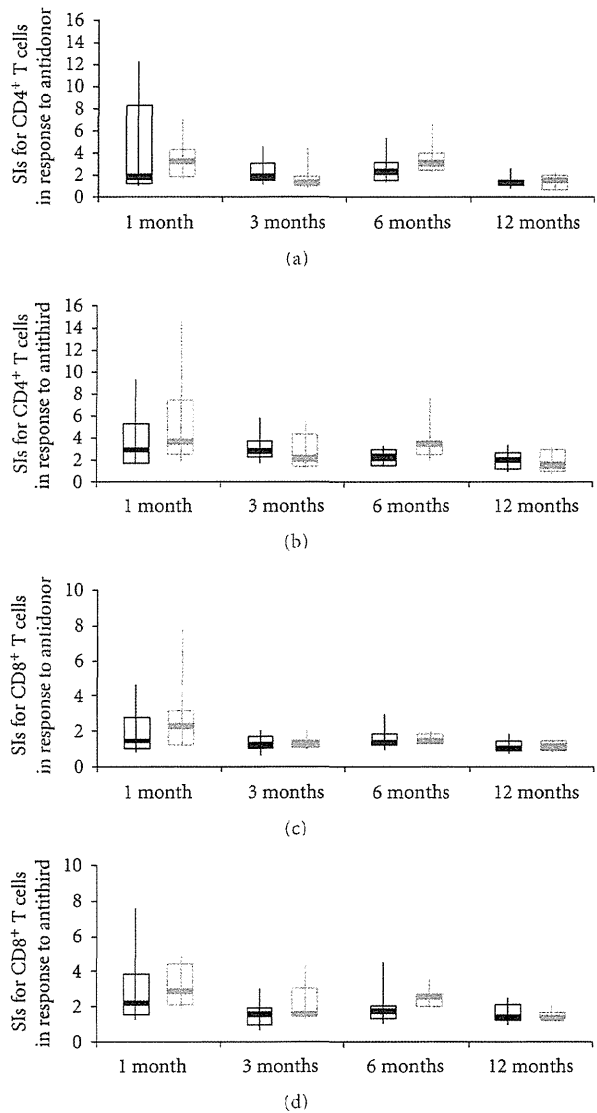 SIs for CD4+ T cells
in response to antidonor
16
14
12
10
8
6
4
2
0
1 month
3 months
6 months
12 months
(a)
SIs for CD4+ T cells
in response to antithird
16
14
12
10
8
6
4
2
0
1 month
3 months
6 months
12 months
(b)
SIs for CD8+ T cells
in response to antidonor
10
8
6
4
2
0
1 month
3 months
6 months
12 months
(c)
SIs for CD8+ T cells
in response to antithird
10
8
6
4
2
0
1 month
3 months
6 months
12 months
(d)